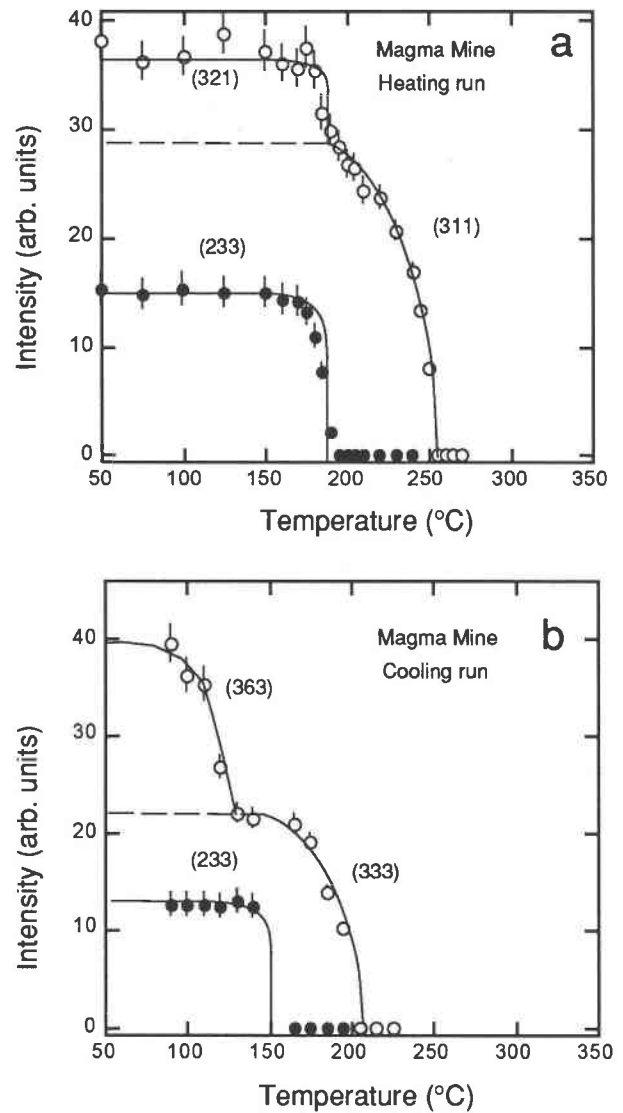 40
30
20
10
0
Intensity (arb. units)
a
Magma Mine
Heating run
(321)
(311)
(233)
50 100 150 200 250 300 350
Temperature (°C)
40
30
20
10
0
Intensity (arb. units)
b
Magma Mine
Cooling run
(363)
(233)
(333)
50 100 150 200 250 300 350
Temperature (°C)